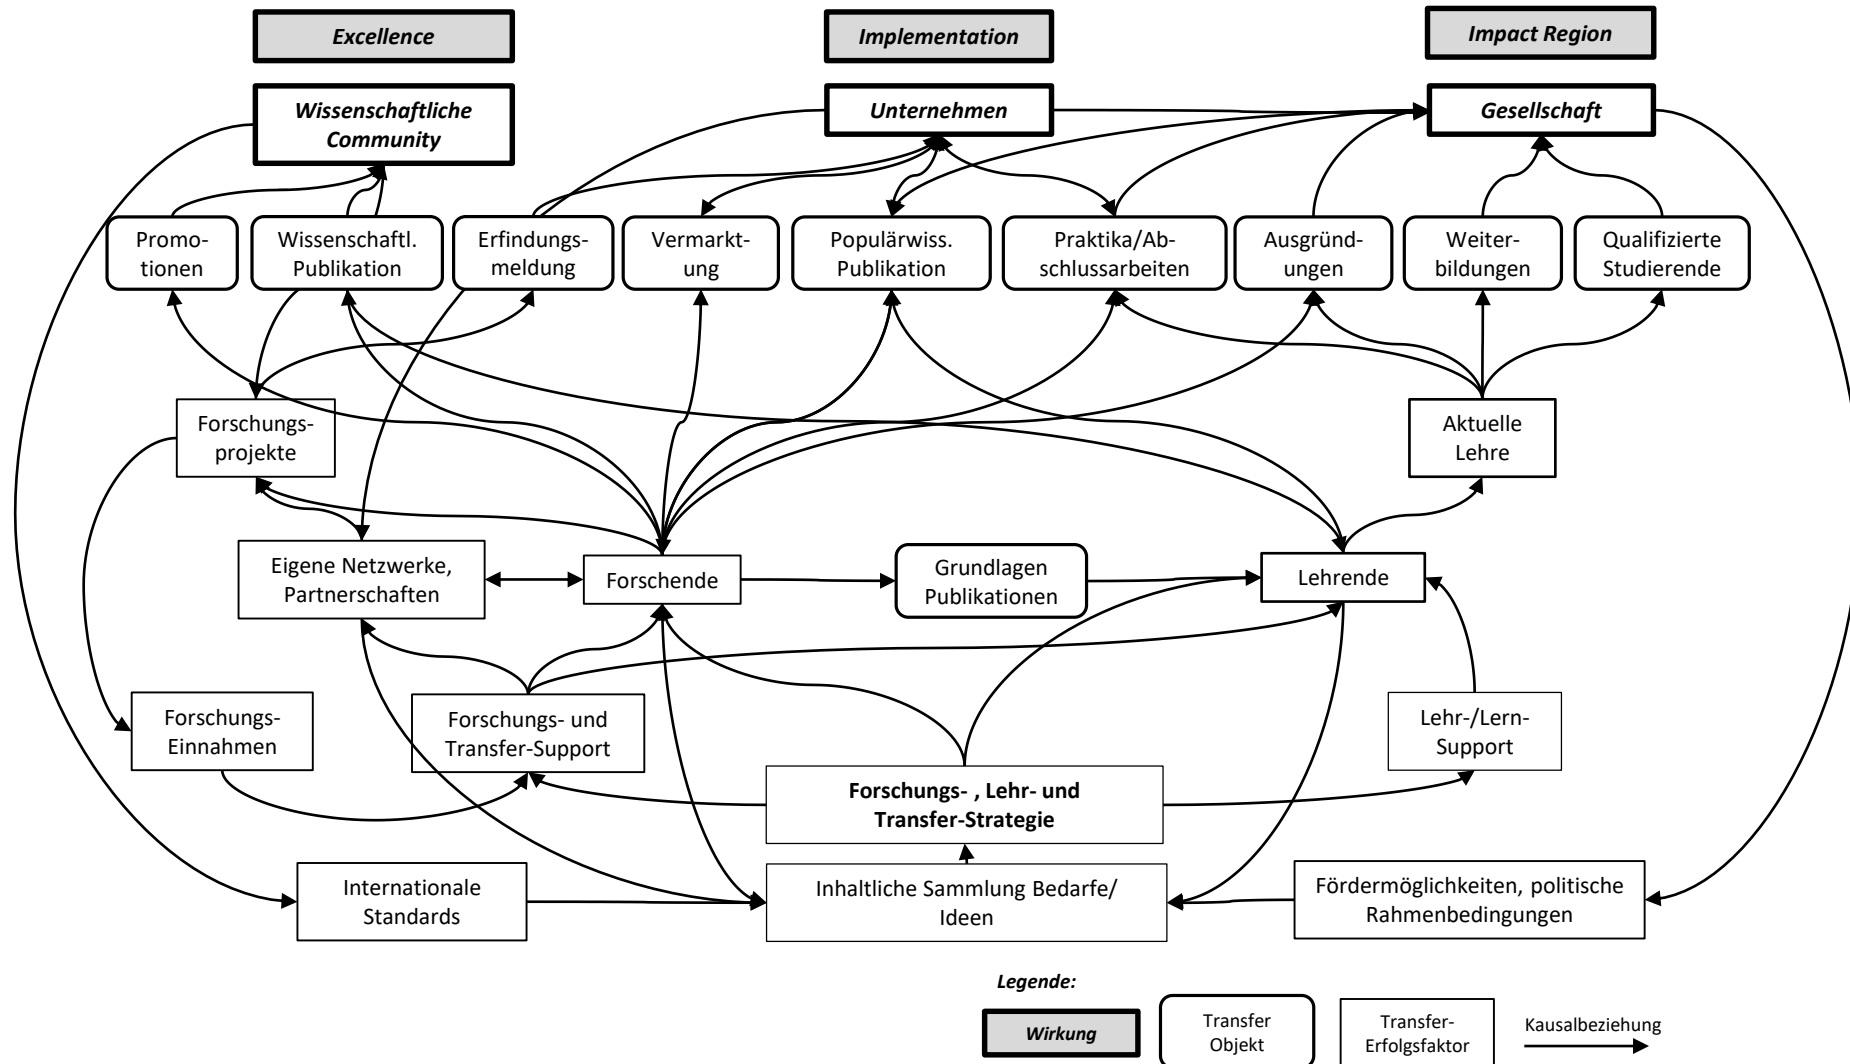 Excellence
Implementation
Impact Region
Wissenschaftliche
Community
Unternehmen
Gesellschaft
Promo-
tionen
Wissenschaftl.
Publikation
Erfindungs-
meldung
Vermarkt-
ung
Populärwiss.
Publikation
Praktika/Ab-
schlussarbeiten
Ausgründ-
ungen
Weiter-
bildungen
Qualifizierte
Studierende
Forschungs-
projekte
Aktuelle
Lehre
Eigene Netzwerke,
Partnerschaften
Forschende
Grundlagen
Publikationen
Lehrende
Forschungs-
Einnahmen
Forschungs- und
Transfer-Support
Forschungs- , Lehr- und
Transfer-Strategie
Lehr-/Lern-
Support
Internationale
Standards
Inhaltliche Sammlung Bedarfe/
Ideen
Fördermöglichkeiten, politische
Rahmenbedingungen
Legende:
Wirkung
Transfer
Objekt
Transfer-
Erfolgsfaktor
Kausalbeziehung